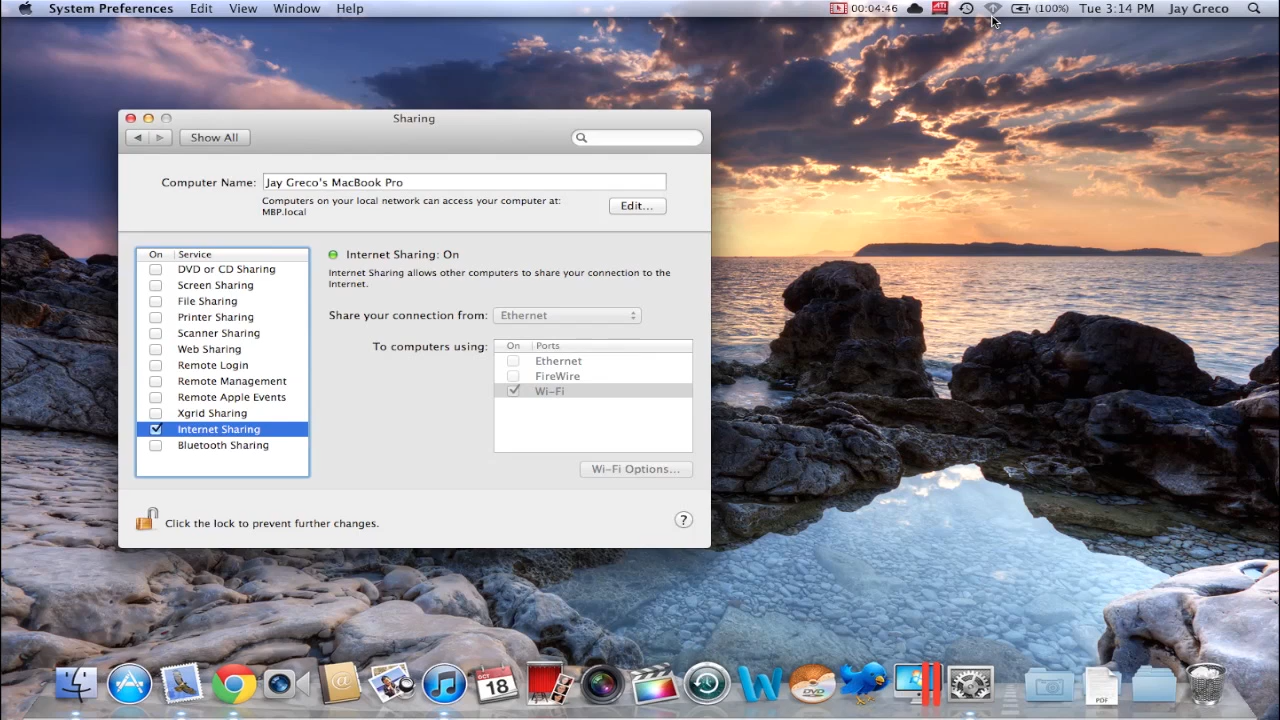 System Preferences Edit View Window Help 00:04:46 ATI (100%) Tue 3:14 PM Jay Greco
Sharing
Show All
Computer Name: Jay Greco's MacBook Pro
Computers on your local network can access your computer at:
MBP.local
Edit...
On Service
DVD or CD Sharing
Screen Sharing
File Sharing
Printer Sharing
Scanner Sharing
Web Sharing
Remote Login
Remote Management
Remote Apple Events
Xgrid Sharing
Internet Sharing
Bluetooth Sharing
Internet Sharing: On
Internet Sharing allows other computers to share your connection to the
Internet.
Share your connection from: Ethernet
To computers using:
On Ports
Ethernet
FireWire
Wi-Fi
Wi-Fi Options...
Click the lock to prevent further changes.
?
OCT
18
W
DVD
PDF